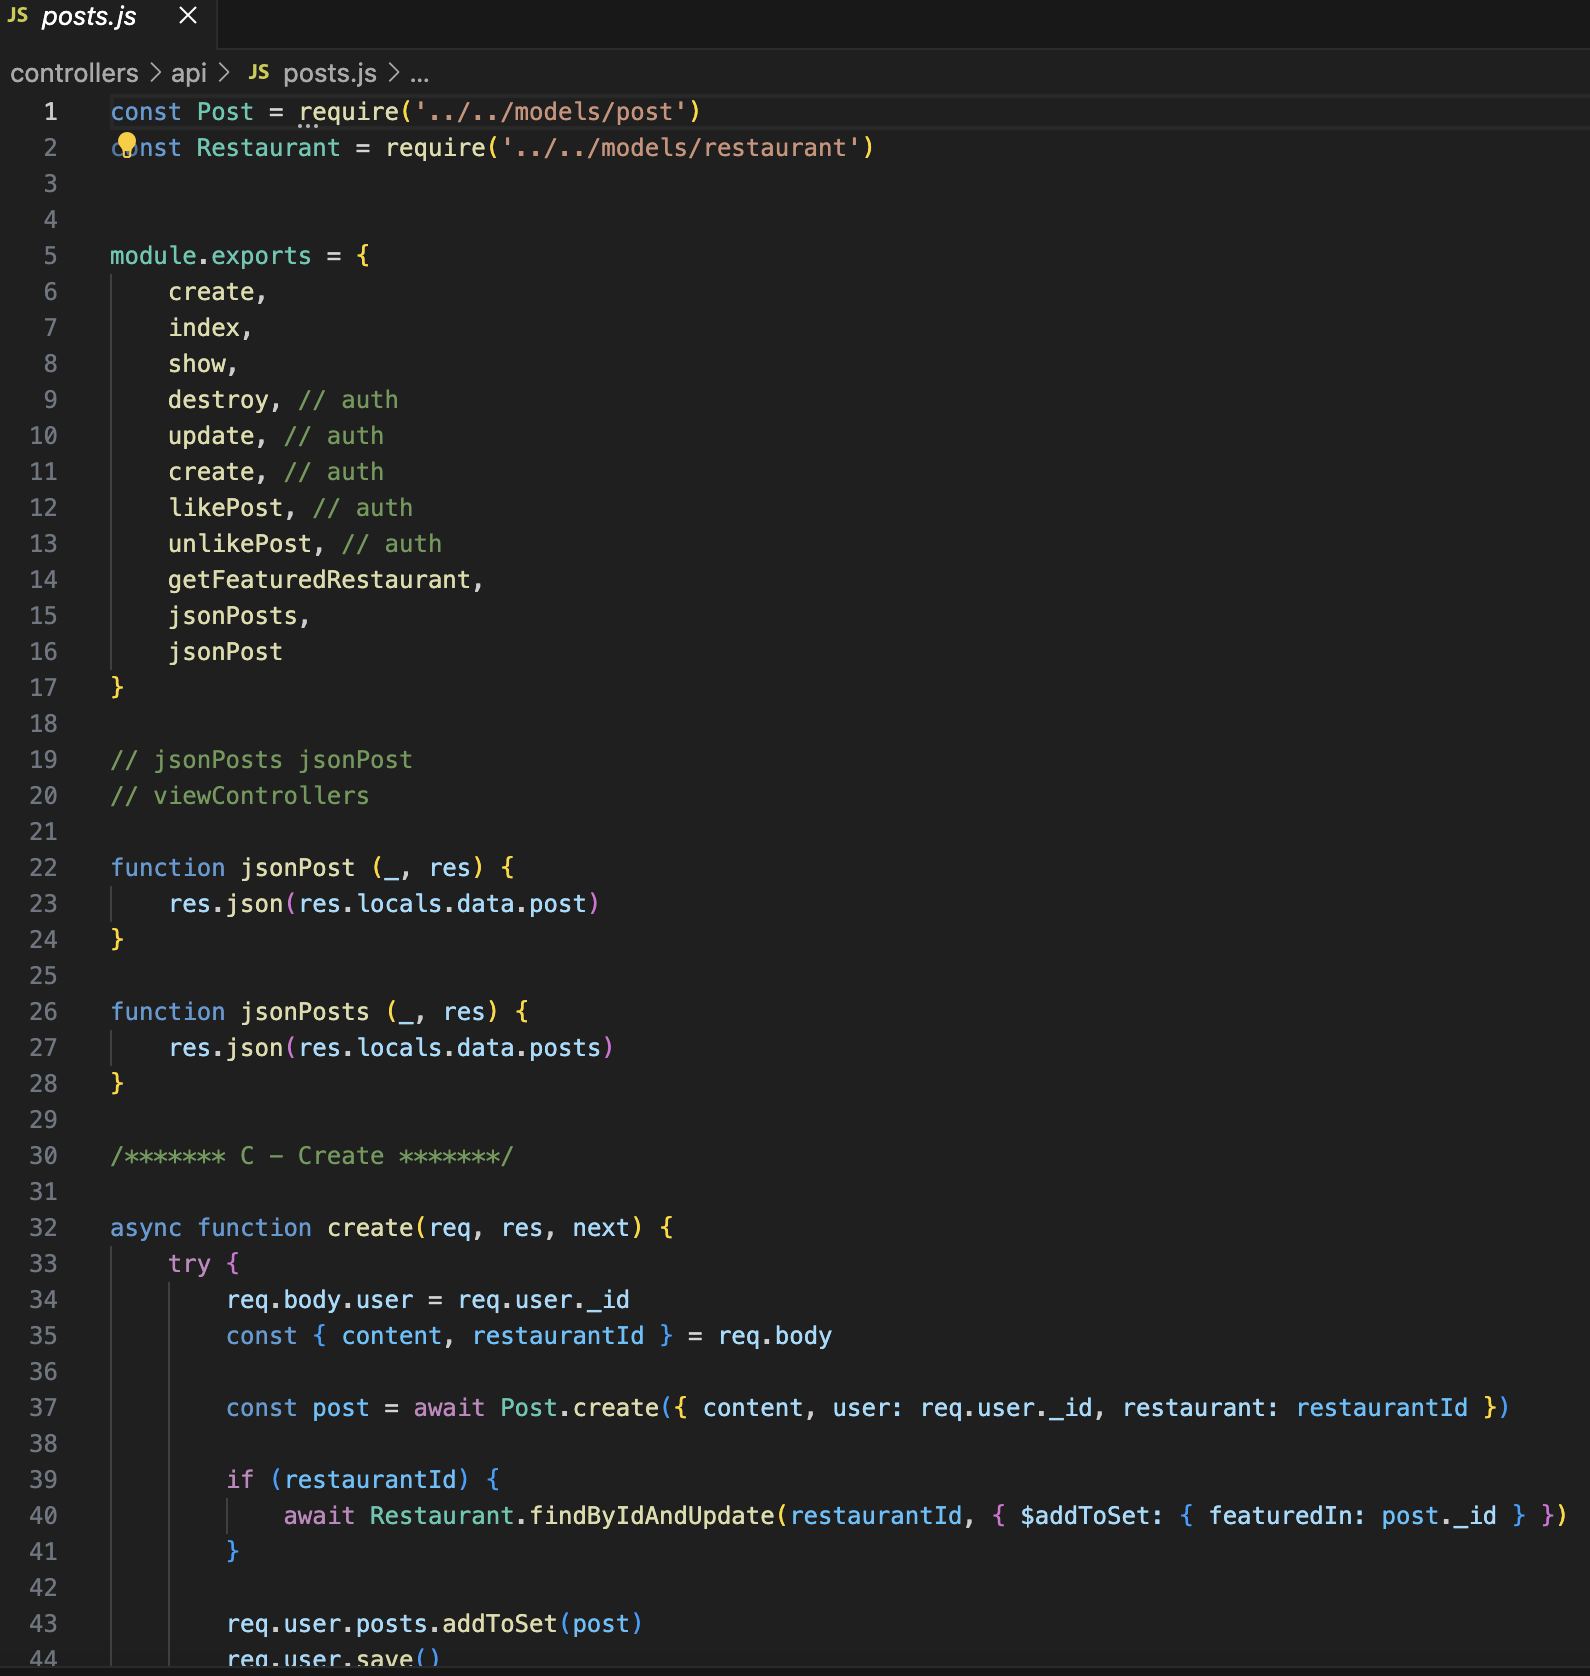 JS posts.js ×
controllers > api > JS posts.js > ...
1 const Post = require('../../models/post')
2 const Restaurant = require('../../models/restaurant')
3
4
5 module.exports = {
6     create,
7     index,
8     show,
9     destroy, // auth
10     update, // auth
11     create, // auth
12     likePost, // auth
13     unlikePost, // auth
14     getFeaturedRestaurant,
15     jsonPosts,
16     jsonPost
17 }
18
19 // jsonPosts jsonPost
20 // viewControllers
21
22 function jsonPost (_, res) {
23     res.json(res.locals.data.post)
24 }
25
26 function jsonPosts (_, res) {
27     res.json(res.locals.data.posts)
28 }
29
30 /******* C - Create *******/
31
32 async function create(req, res, next) {
33     try {
34         req.body.user = req.user._id
35         const { content, restaurantId } = req.body
36
37         const post = await Post.create({ content, user: req.user._id, restaurant: restaurantId })
38
39         if (restaurantId) {
40             await Restaurant.findByIdAndUpdate(restaurantId, { $addToSet: { featuredIn: post._id } })
41         }
42
43         req.user.posts.addToSet(post)
44         req.user.save()